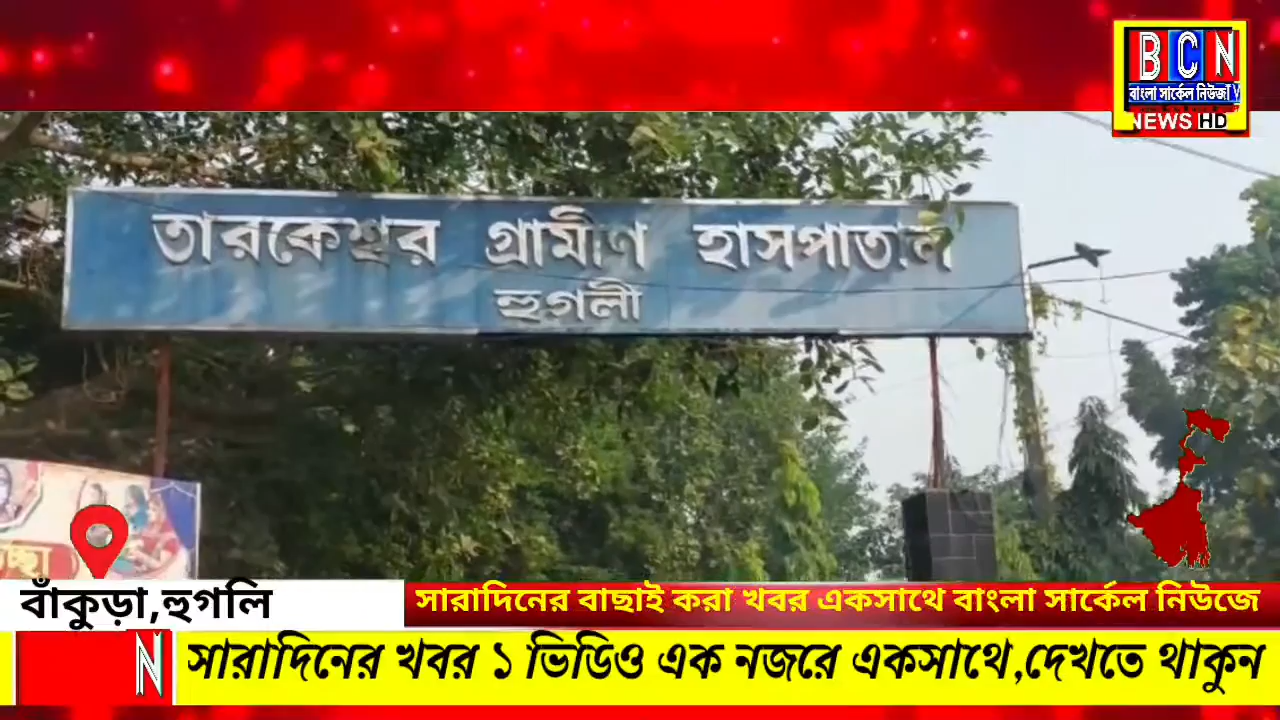 BCN
বাংলা সার্কেল নিউজ TV
NEWS HD
তারকেশ্বর গ্রামীণ হাসপাতাল
হুগলী
বাঁকুড়া,হুগলি
সারাদিনের বাছাই করা খবর একসাথে বাংলা সার্কেল নিউজে
N
সারাদিনের খবর ১ ভিডিও এক নজরে একসাথে,দেখতে থাকুন